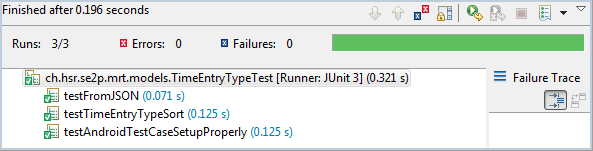 Finished after 0.196 seconds
Runs: 3/3 Errors: 0 Failures: 0
ch.hsr.se2p.mrt.models.TimeEntryTypeTest [Runner: JUnit 3] (0.321 s)
Failure Trace
testFromJSON (0.071 s)
testTimeEntryTypeSort (0.125 s)
testAndroidTestCaseSetupProperly (0.125 s)